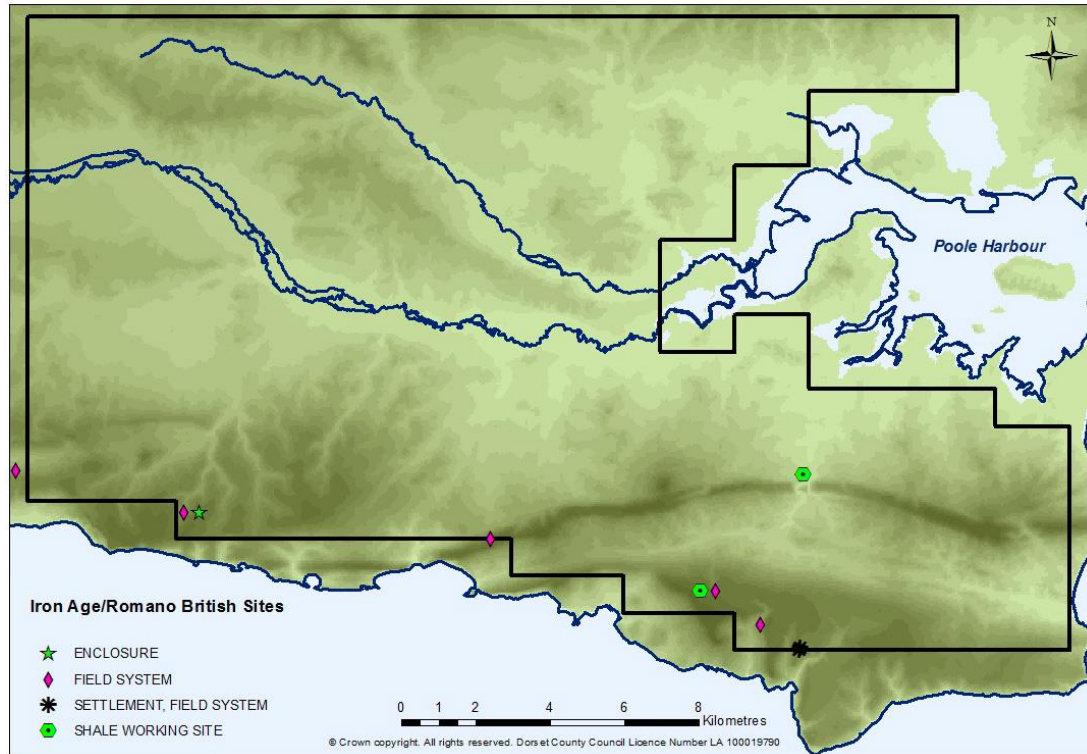 N
Poole Harbour
Iron Age/Romano British Sites
ENCLOSURE
FIELD SYSTEM
SETTLEMENT, FIELD SYSTEM
SHALE WORKING SITE
0 2 4 6 8
Kilometres
© Crown copyright. All rights reserved. Dorset County Council Licence Number LA 100019790